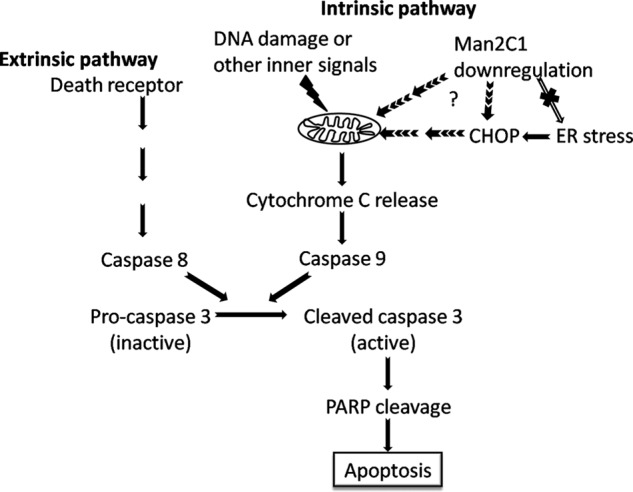 Intrinsic pathway
Extrinsic pathway
Death receptor
DNA damage or
other inner signals
Man2C1
downregulation
?
CHOP
ER stress
Cytochrome C release
Caspase 8
Caspase 9
Pro-caspase 3
(inactive)
Cleaved caspase 3
(active)
PARP cleavage
Apoptosis